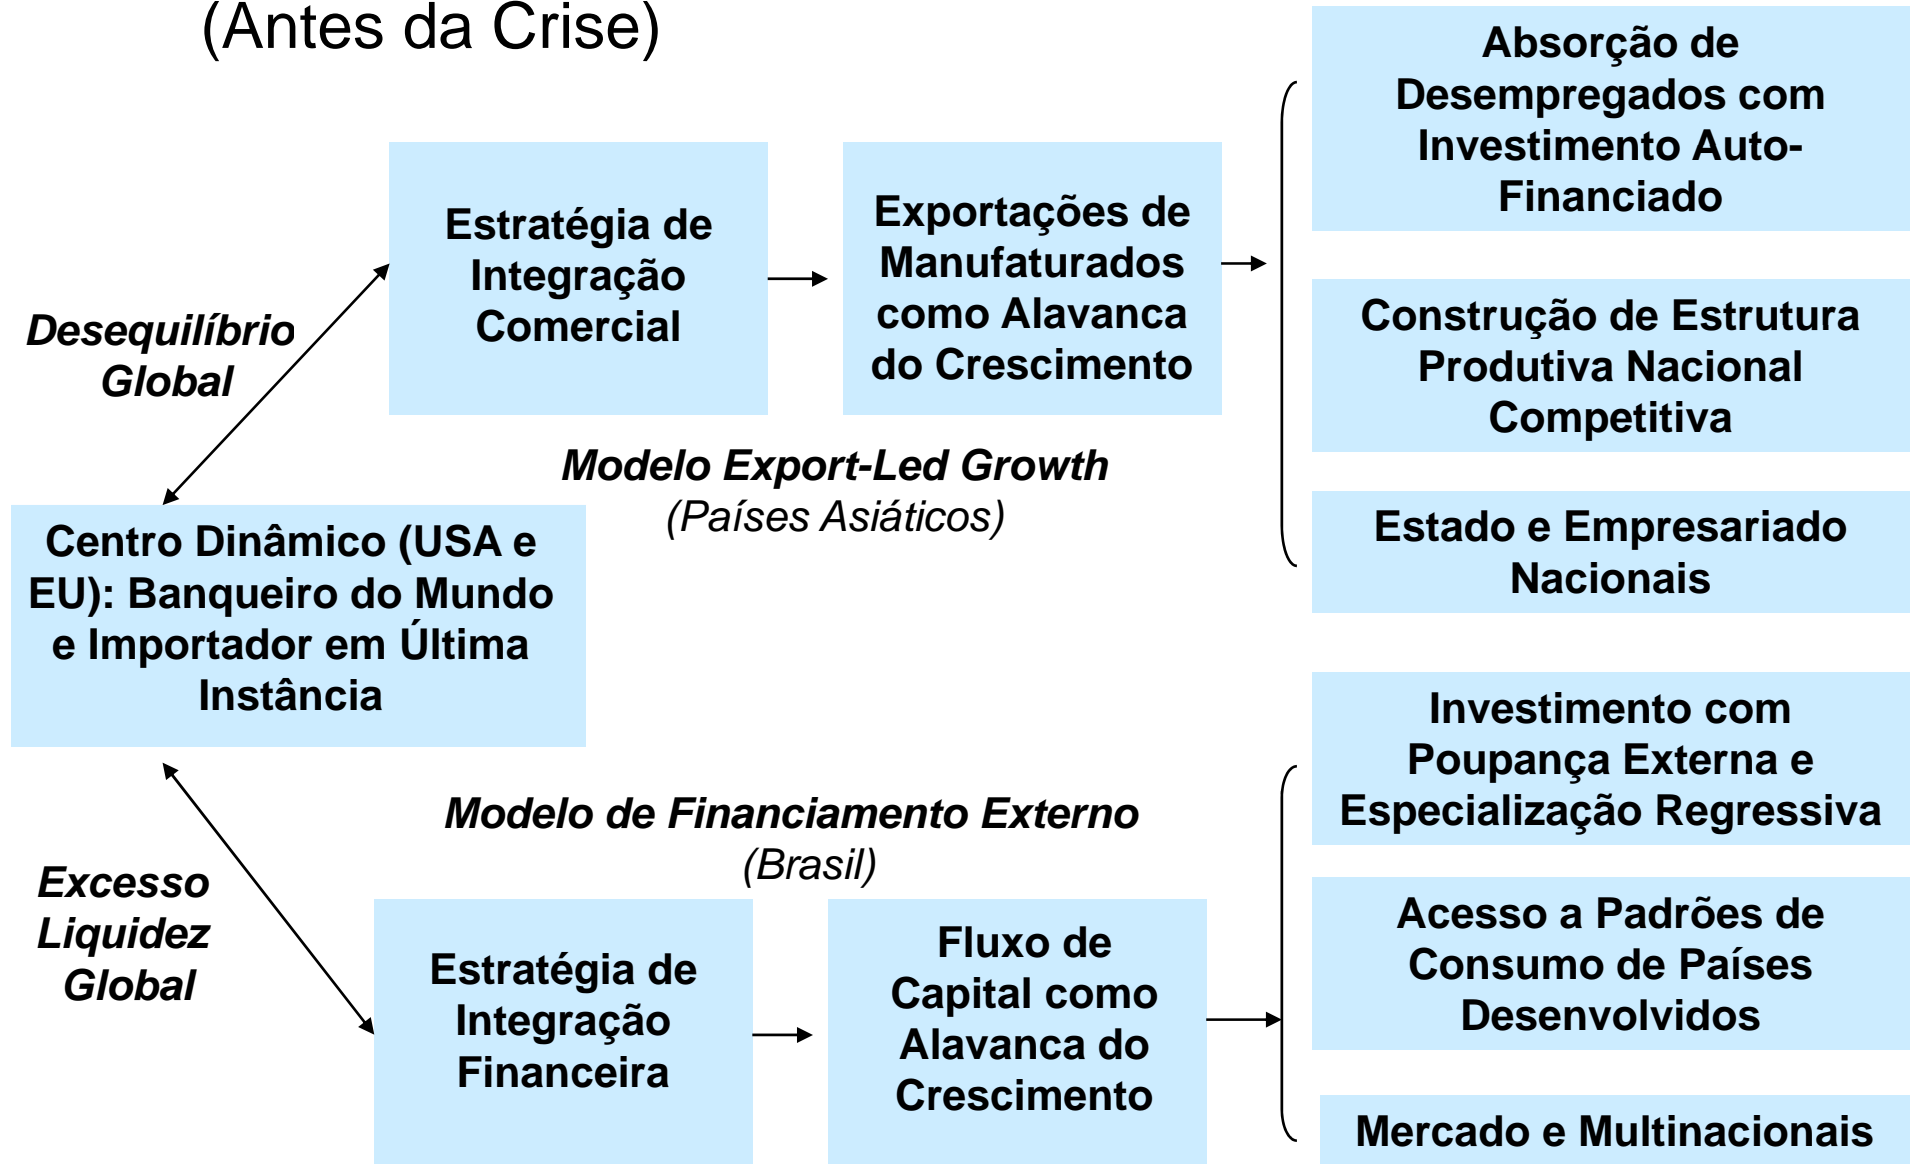 (Antes da Crise)
Desequilíbrio
Global
Estratégia de
Integração
Comercial
Exportações de
Manufaturados
como Alavanca
do Crescimento
Absorção de
Desempregados com
Investimento Auto-
Financiado
Construção de Estrutura
Produtiva Nacional
Competitiva
Estado e Empresariado
Nacionais
Modelo Export-Led Growth
(Países Asiáticos)
Centro Dinâmico (USA e
EU): Banqueiro do Mundo
e Importador em Última
Instância
Modelo de Financiamento Externo
(Brasil)
Excesso
Liquidez
Global
Estratégia de
Integração
Financeira
Fluxo de
Capital como
Alavanca do
Crescimento
Investimento com
Poupança Externa e
Especialização Regressiva
Acesso a Padrões de
Consumo de Países
Desenvolvidos
Mercado e Multinacionais